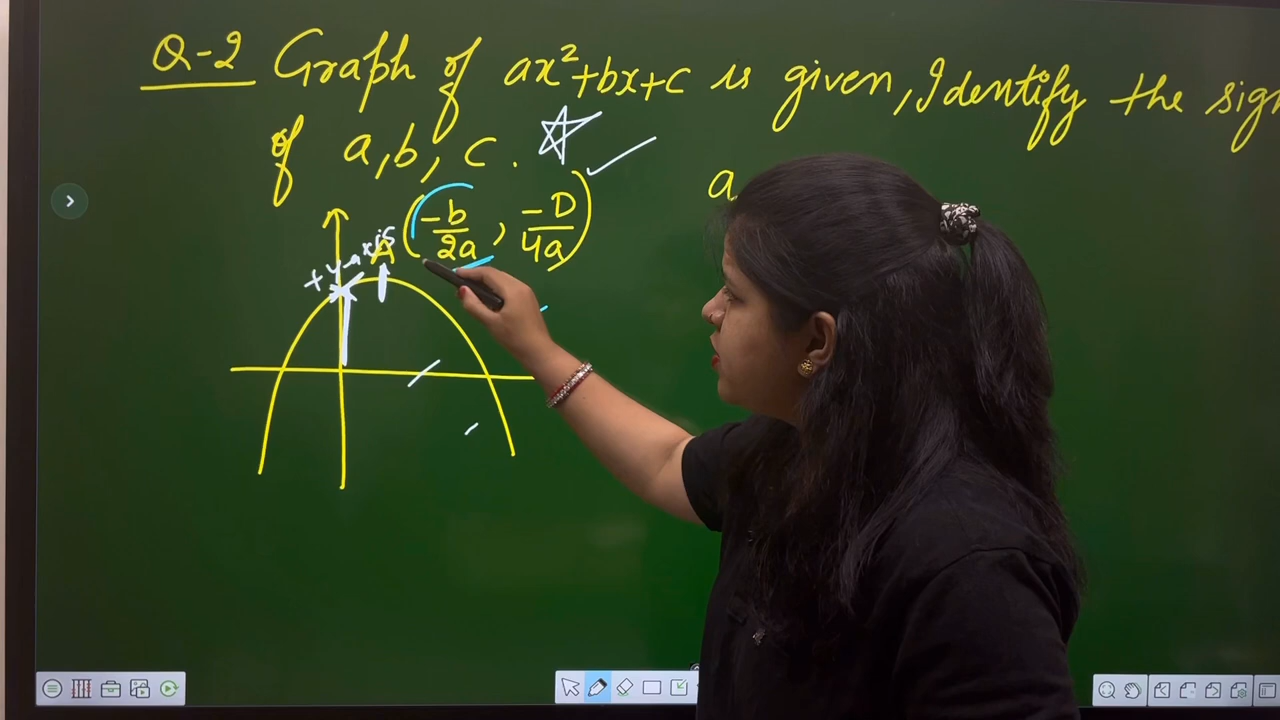 Q-2 Graph of ax²+bx+c is given, Identify the sign
of a, b, c.
a
A (-b/2a, -D/4a)
+y-axis